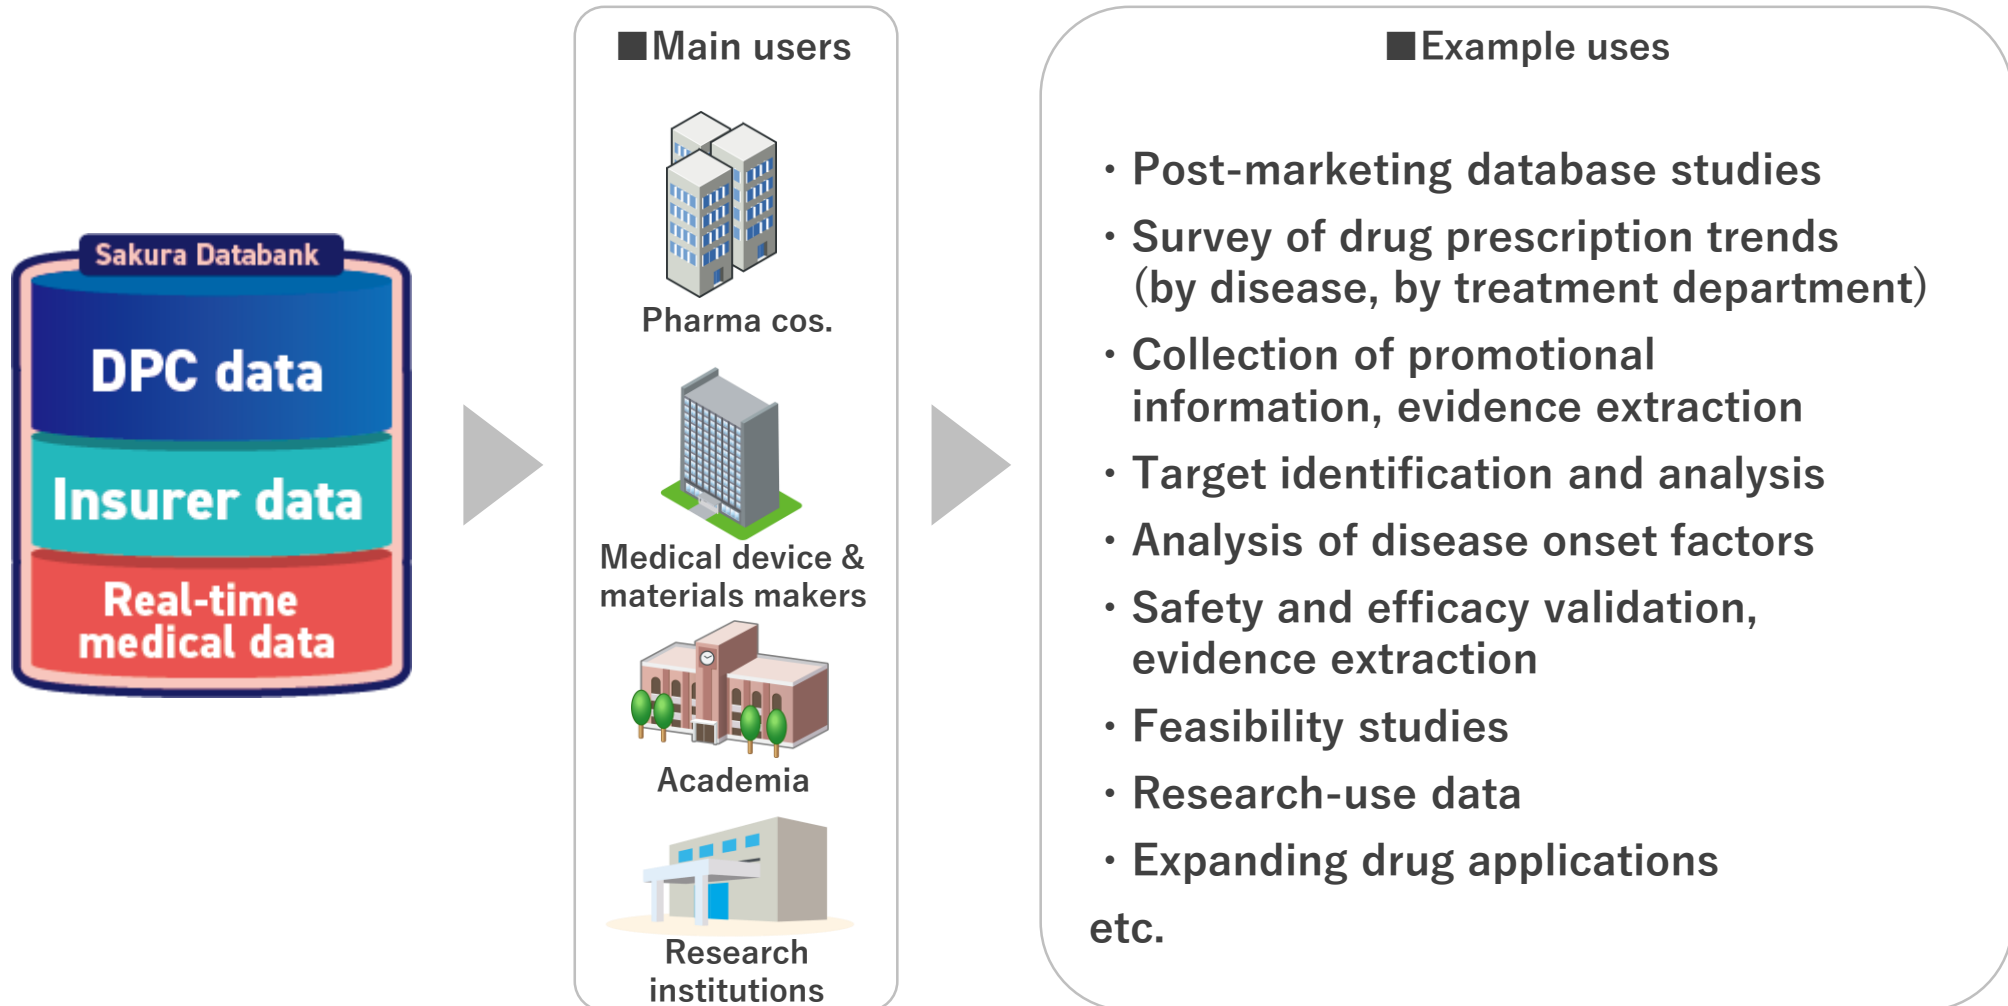 Sakura Databank
DPC data
Insurer data
Real-time
medical data
■Main users
Pharma cos.
Medical device &
materials makers
Academia
Research
institutions
■Example uses
・Post-marketing database studies
・Survey of drug prescription trends
(by disease, by treatment department)
・Collection of promotional
information, evidence extraction
・Target identification and analysis
・Analysis of disease onset factors
・Safety and efficacy validation,
evidence extraction
・Feasibility studies
・Research-use data
・Expanding drug applications
etc.